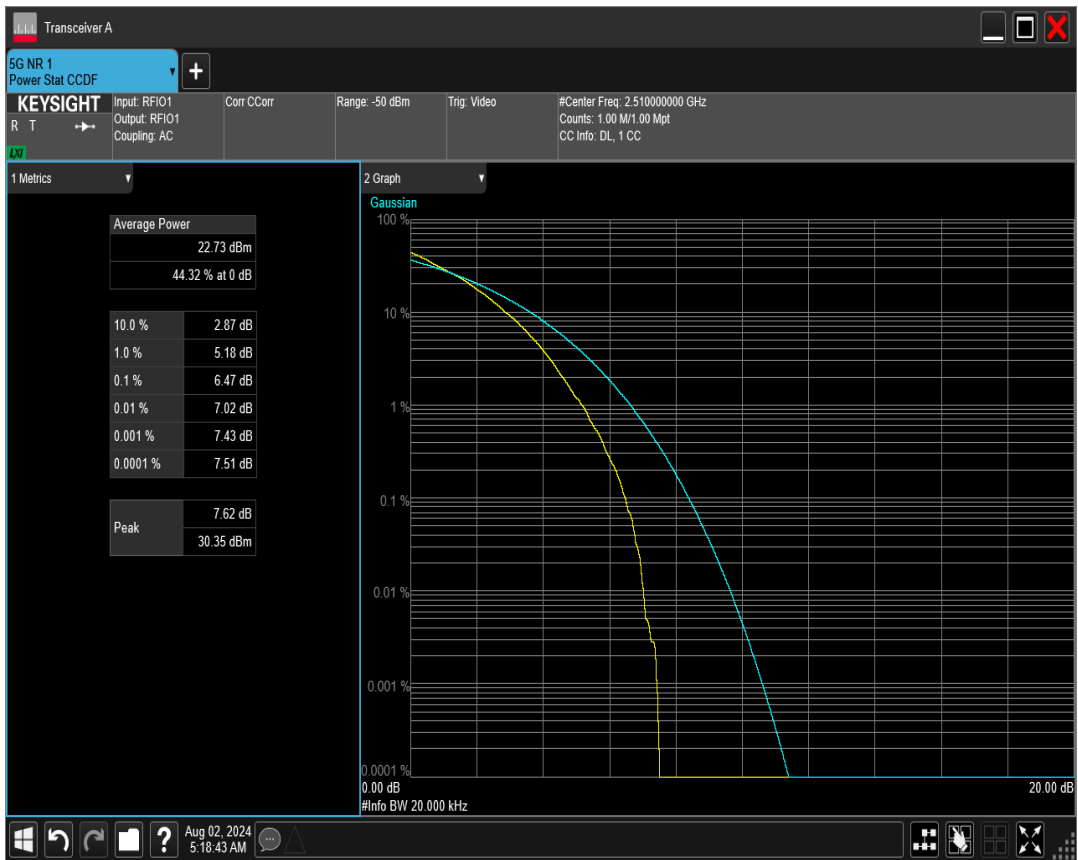 Transceiver A
5G NR 1
Power Stat CCDF
+
KEYSIGHT
R T
LXI
Input: RFIO1
Output: RFIO1
Coupling: AC
Corr CCorr
Range: -50 dBm
Trig: Video
#Center Freq: 2.510000000 GHz
Counts: 1.00 M/1.00 Mpt
CC Info: DL, 1 CC
1 Metrics
Average Power
22.73 dBm
44.32 % at 0 dB
10.0 % 2.87 dB
1.0 % 5.18 dB
0.1 % 6.47 dB
0.01 % 7.02 dB
0.001 % 7.43 dB
0.0001 % 7.51 dB
Peak
7.62 dB
30.35 dBm
2 Graph
Gaussian
100 %
10 %
1 %
0.1 %
0.01 %
0.001 %
0.0001 %
0.00 dB
20.00 dB
#Info BW 20.000 kHz
?
Aug 02, 2024
5:18:43 AM